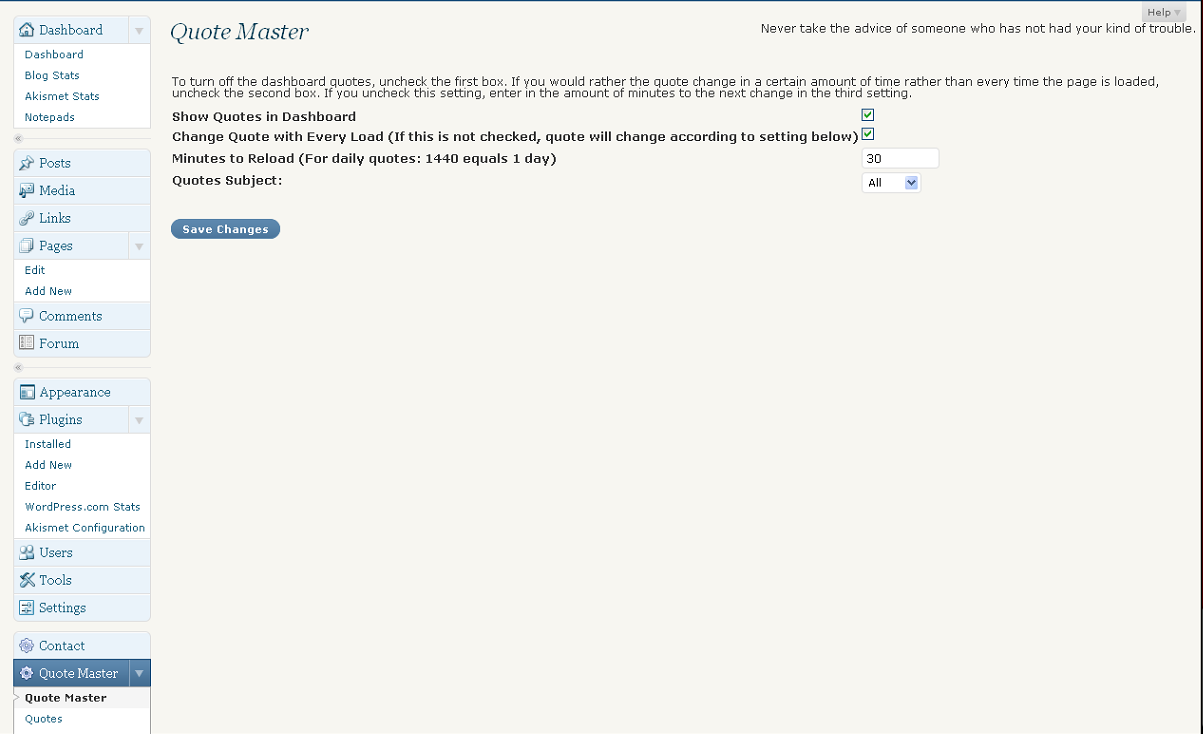 Help
Dashboard
Dashboard
Blog Stats
Akismet Stats
Notepads
Posts
Media
Links
Pages
Edit
Add New
Comments
Forum
Appearance
Plugins
Installed
Add New
Editor
WordPress.com Stats
Akismet Configuration
Users
Tools
Settings
Contact
Quote Master
Quote Master
Quotes
Quote Master
Never take the advice of someone who has not had your kind of trouble.
To turn off the dashboard quotes, uncheck the first box. If you would rather the quote change in a certain amount of time rather than every time the page is loaded,
uncheck the second box. If you uncheck this setting, enter in the amount of minutes to the next change in the third setting.
Show Quotes in Dashboard
Change Quote with Every Load (If this is not checked, quote will change according to setting below)
Minutes to Reload (For daily quotes: 1440 equals 1 day) 30
Quotes Subject: All
Save Changes